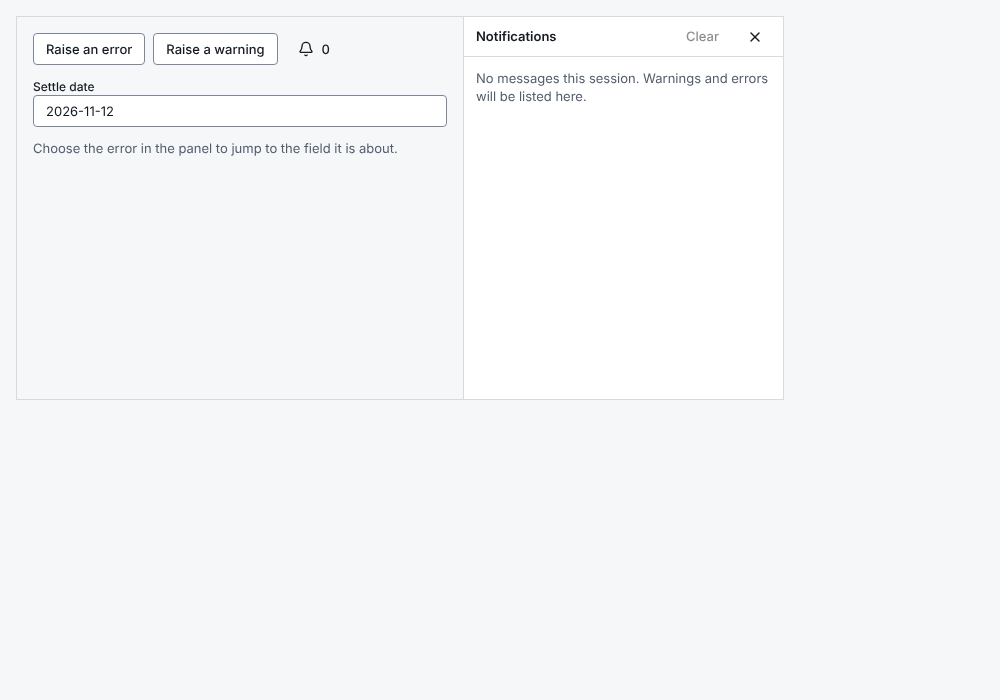 Raise an error
Raise a warning
0
Settle date
2026-11-12
Choose the error in the panel to jump to the field it is about.
Notifications
Clear
No messages this session. Warnings and errors
will be listed here.